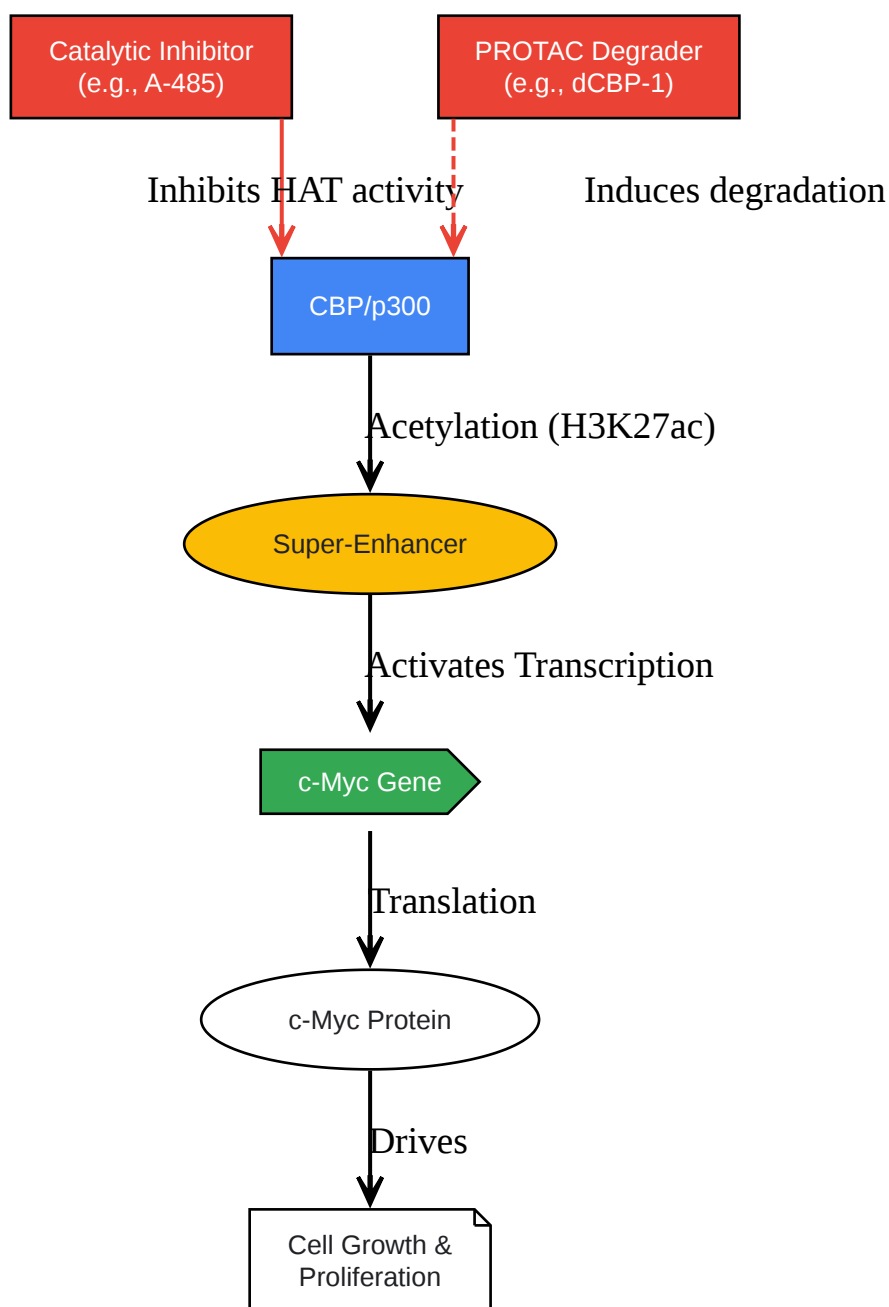 Catalytic Inhibitor
(e.g., A-485)
PROTAC Degrader
(e.g., dCBP-1)
Inhibits HAT activity
Induces degradation
CBP/p300
Acetylation (H3K27ac)
Super-Enhancer
Activates Transcription
c-Myc Gene
Translation
c-Myc Protein
Drives
Cell Growth &
Proliferation